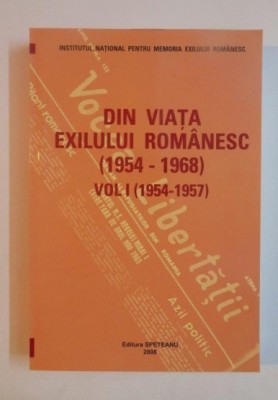 INSTITUTUL NAȚIONAL PENTRU MEMORIA EXILULUI ROMÂNESC
DIN VIAȚA
EXILULUI ROMÂNESC
(1954 - 1968)
VOL I (1954-1957)
Vocea Libertății
Azil politic
Editura SPETEANU
2008